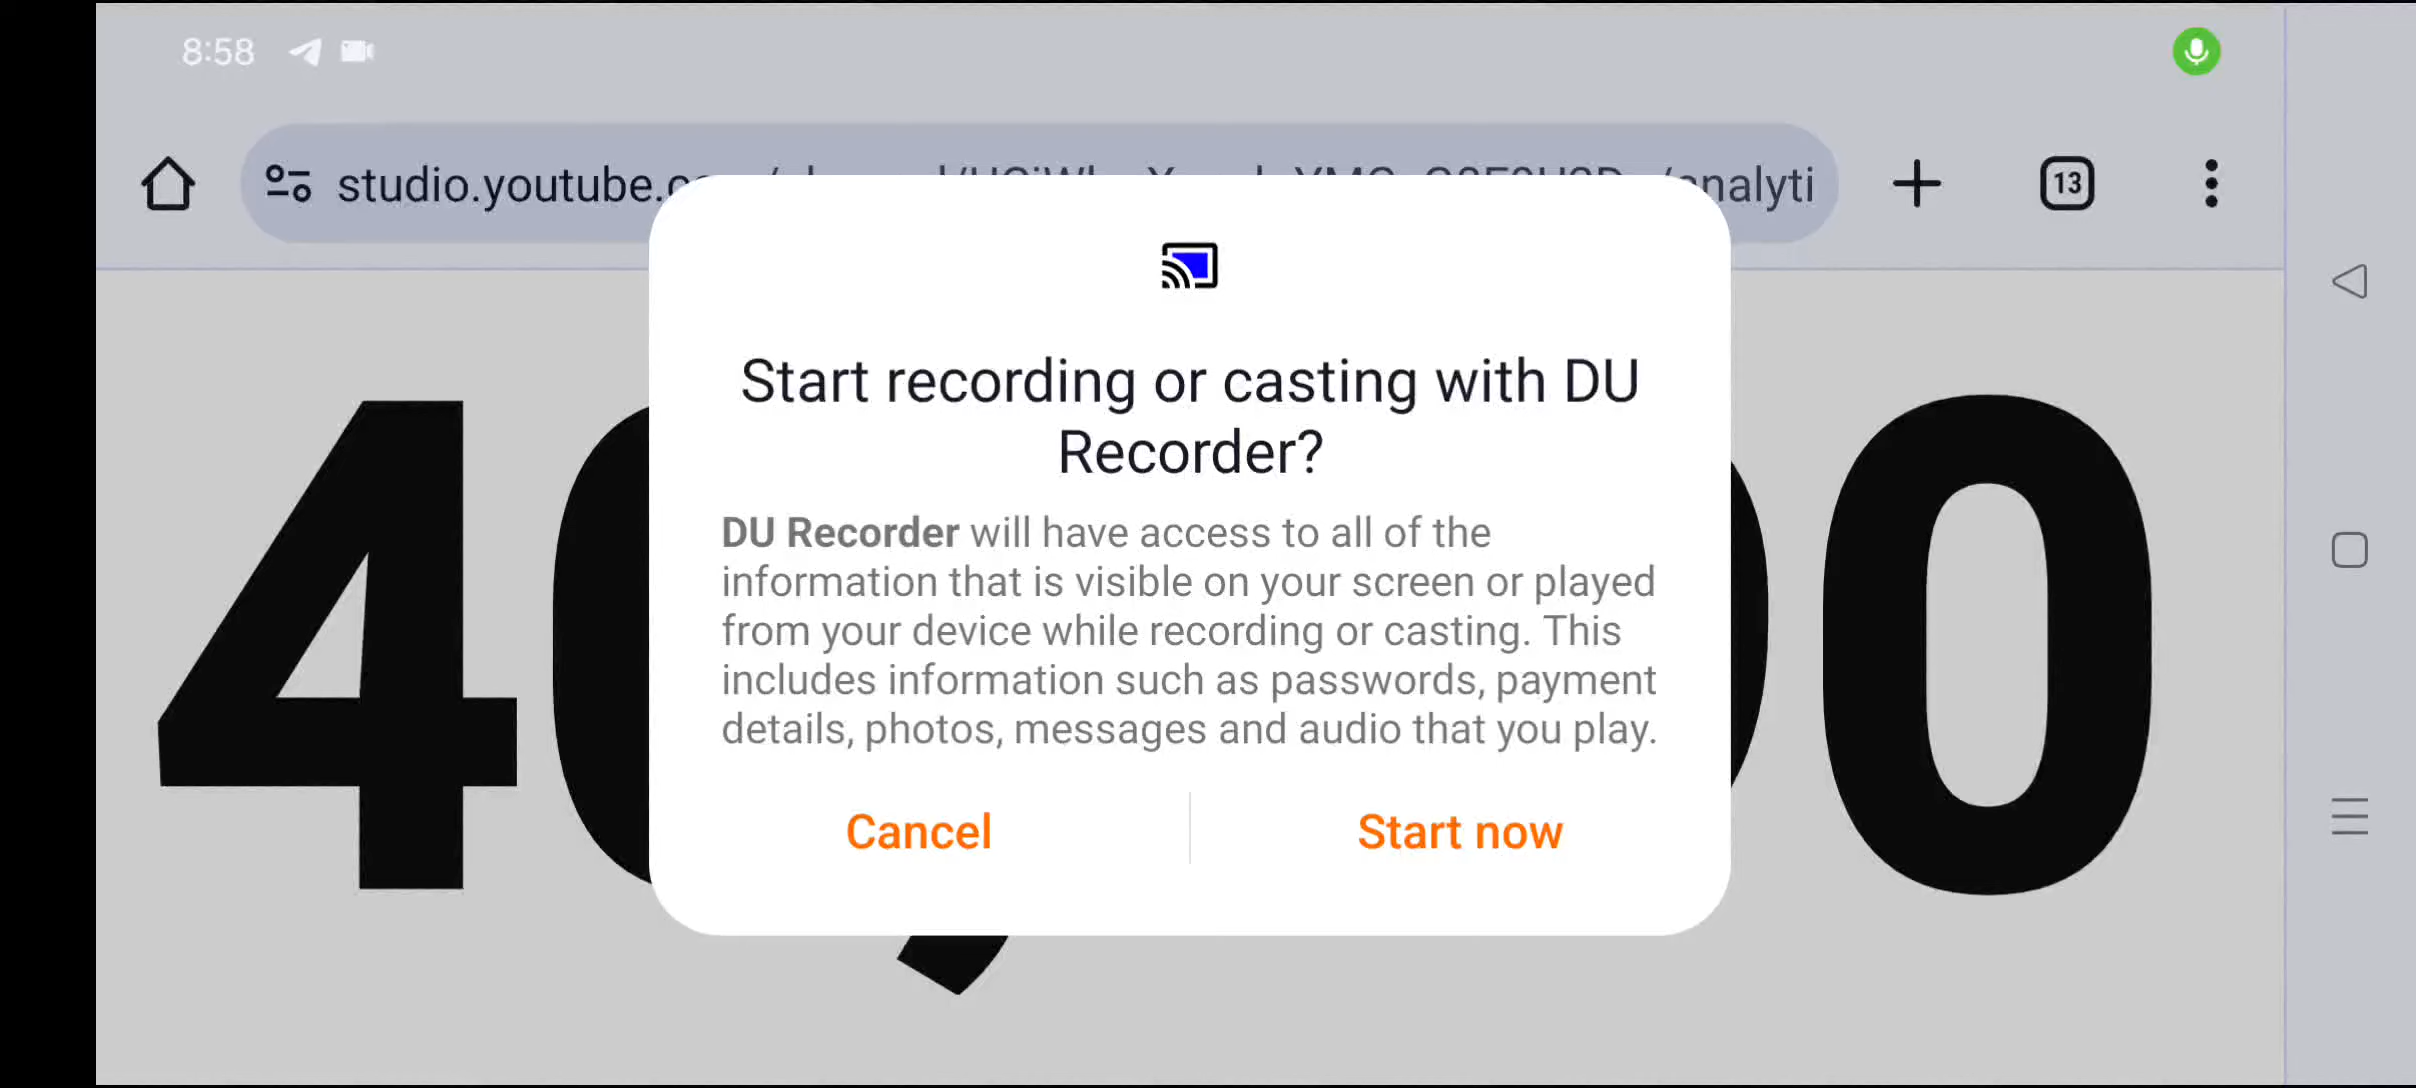 8:58
studio.youtube. analyti
13
Start recording or casting with DU
Recorder?
DU Recorder will have access to all of the
information that is visible on your screen or played
from your device while recording or casting. This
includes information such as passwords, payment
details, photos, messages and audio that you play.
Cancel
Start now